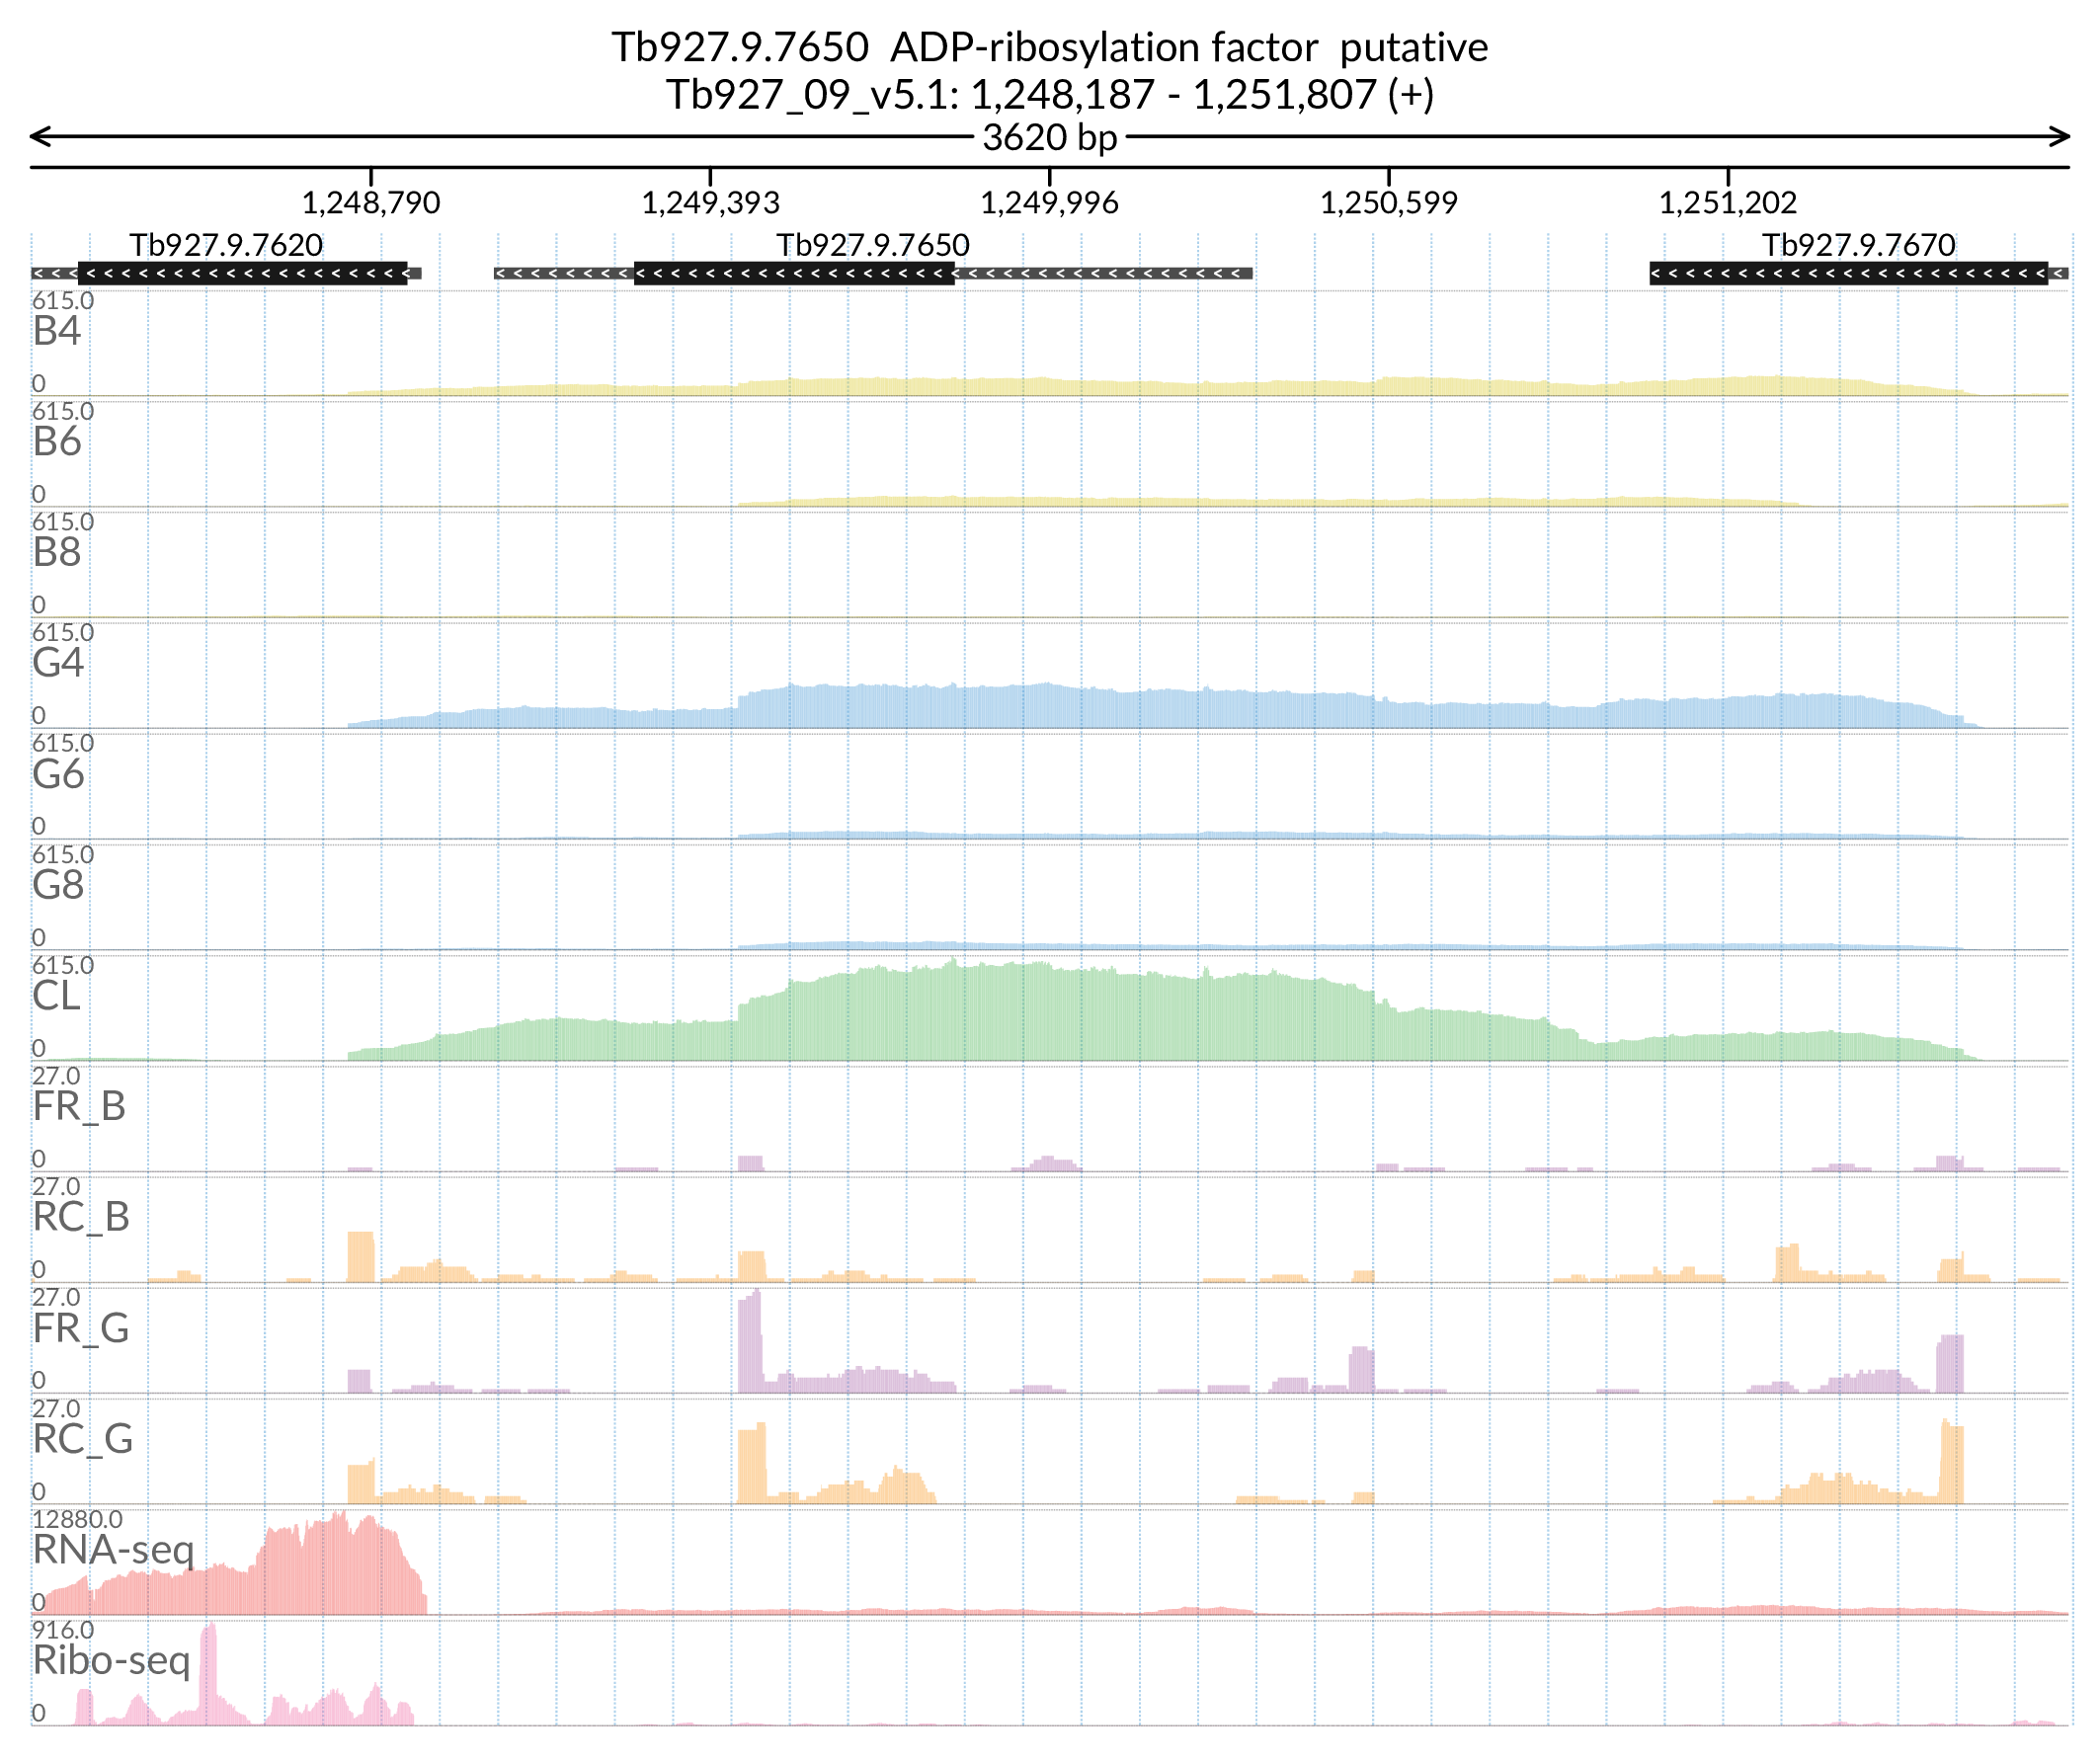 Tb927.9.7650 ADP-ribosylation factor putative
Tb927_09_v5.1: 1,248,187 - 1,251,807 (+)
3620 bp
1,248,790 1,249,393 1,249,996 1,250,599 1,251,202
Tb927.9.7620 Tb927.9.7650 Tb927.9.7670
615.0
B4
0
615.0
B6
0
615.0
B8
0
615.0
G4
0
615.0
G6
0
615.0
G8
0
615.0
CL
0
27.0
FR_B
0
27.0
RC_B
0
27.0
FR_G
0
27.0
RC_G
0
12880.0
RNA-seq
0
916.0
Ribo-seq
0